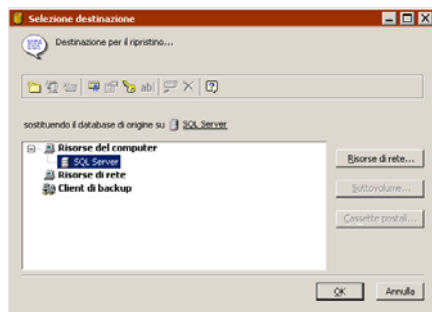 Selezione destinazione
Destinazione per il ripristino...
ab|
sostituendo il database di origine su SQL Server
Risorse del computer
SQL Server
Risorse di rete
Client di backup
Risorse di rete...
Sottovolume...
Cassette postali...
OK
Annulla